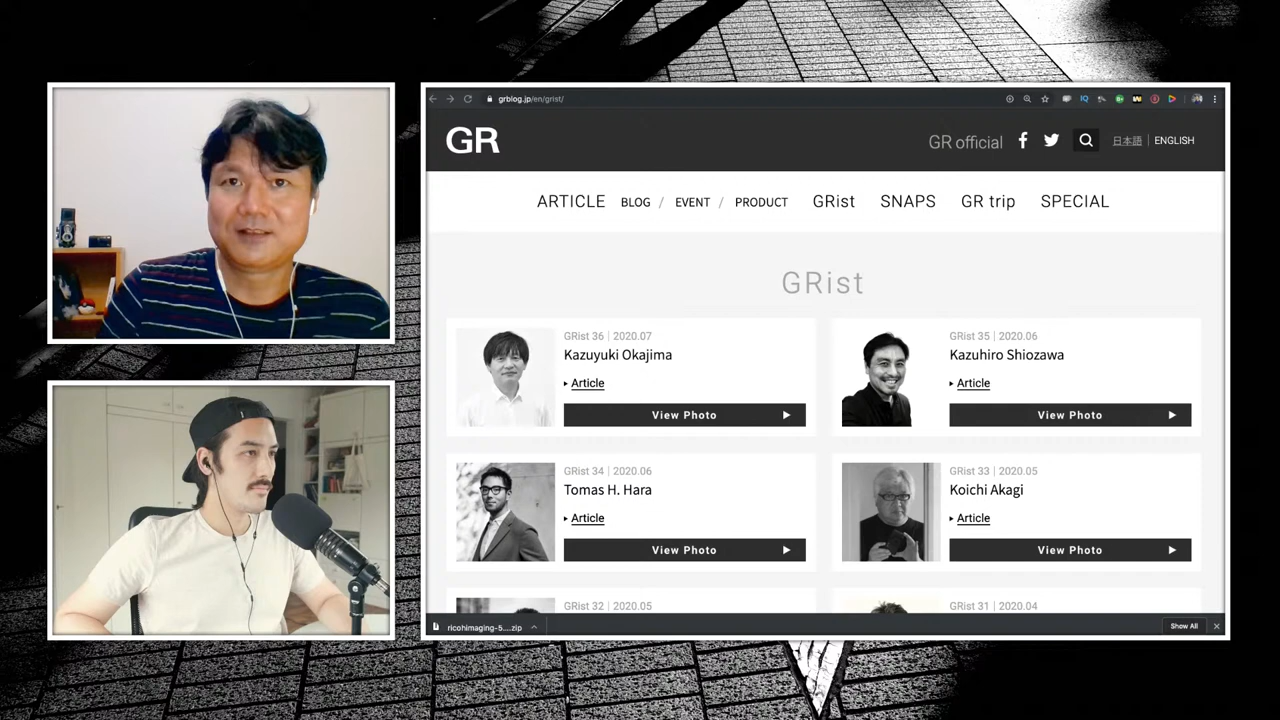 grblog.jp/en/grist/
GR
GR official
日本語 | ENGLISH
ARTICLE BLOG / EVENT / PRODUCT GRist SNAPS GR trip SPECIAL
GRist
GRist 36 | 2020.07
Kazuyuki Okajima
Article
View Photo
GRist 35 | 2020.06
Kazuhiro Shiozawa
Article
View Photo
GRist 34 | 2020.06
Tomas H. Hara
Article
View Photo
GRist 33 | 2020.05
Koichi Akagi
Article
View Photo
GRist 32 | 2020.05
GRist 31 | 2020.04
ricohimaging-5....zip
Show All